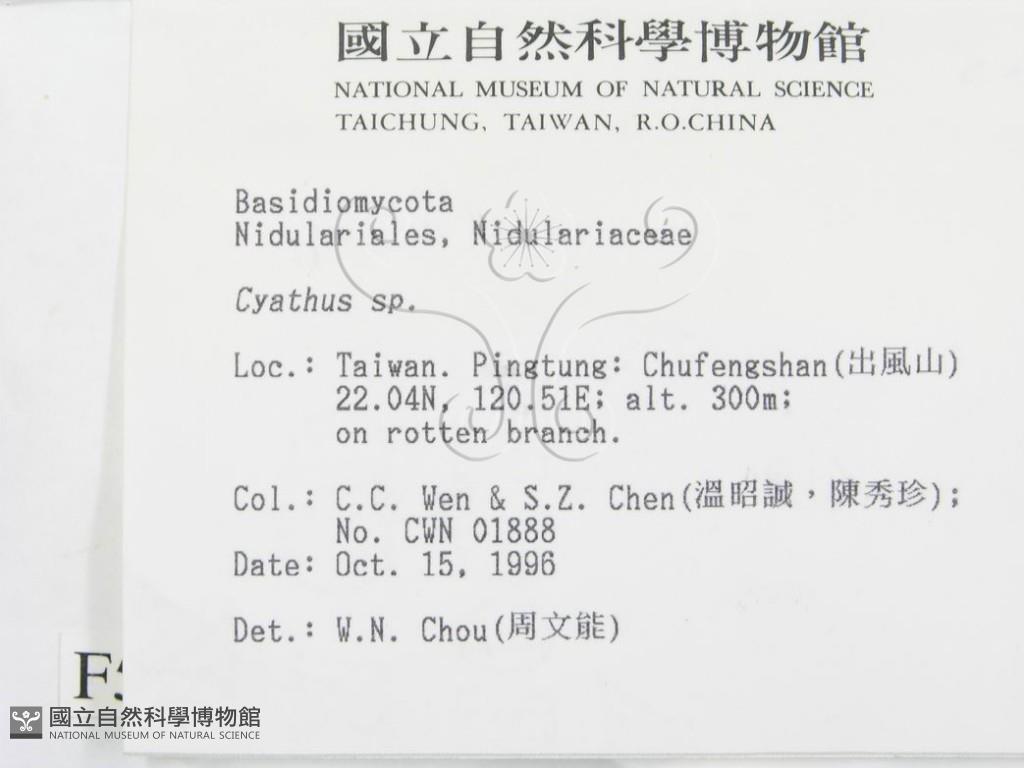 國立自然科學博物館
NATIONAL MUSEUM OF NATURAL SCIENCE
TAICHUNG, TAIWAN, R.O.CHINA
Basidiomycota
Nidulariales, Nidulariaceae
Cyathus sp.
Loc.: Taiwan. Pingtung: Chufengshan(出風山)
22.04N, 120.51E; alt. 300m;
on rotten branch.
Col.: C.C. Wen & S.Z. Chen(溫昭誠，陳秀珍);
No. CWN 01888
Date: Oct. 15, 1996
Det.: W.N. Chou(周文能)
國立自然科學博物館
NATIONAL MUSEUM OF NATURAL SCIENCE